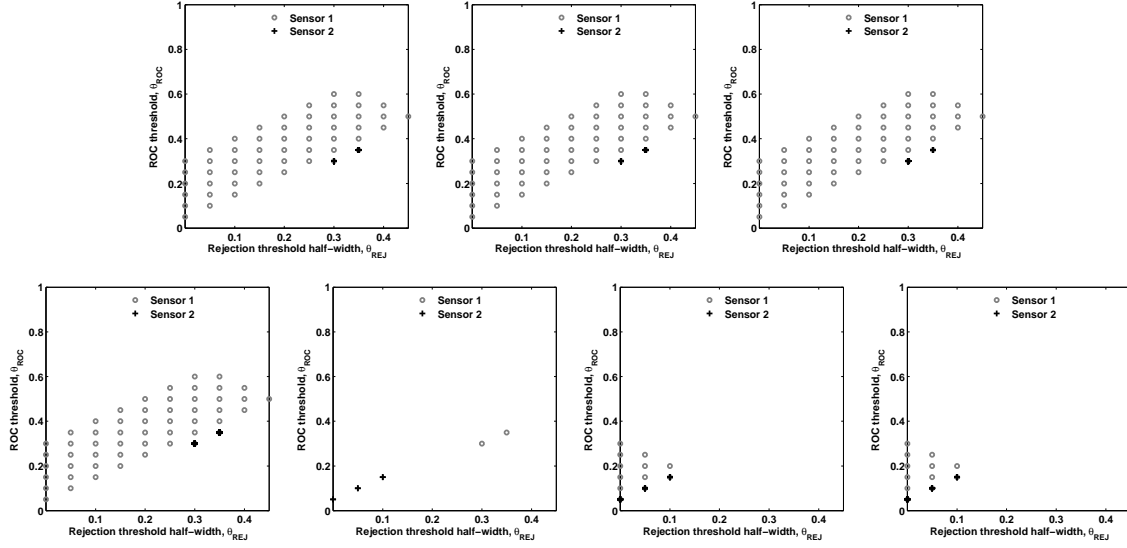 1
Sensor 1
Sensor 2
0.8
0.6
0.4
0.2
0
0.1 0.2 0.3 0.4
ROC threshold, θROC
Rejection threshold half−width, θREJ
1
Sensor 1
Sensor 2
0.8
0.6
0.4
0.2
0
0.1 0.2 0.3 0.4
ROC threshold, θROC
Rejection threshold half−width, θREJ
1
Sensor 1
Sensor 2
0.8
0.6
0.4
0.2
0
0.1 0.2 0.3 0.4
ROC threshold, θROC
Rejection threshold half−width, θREJ
1
Sensor 1
Sensor 2
0.8
0.6
0.4
0.2
0
0.1 0.2 0.3 0.4
ROC threshold, θROC
Rejection threshold half−width, θREJ
1
Sensor 1
Sensor 2
0.8
0.6
0.4
0.2
0
0.1 0.2 0.3 0.4
ROC threshold, θROC
Rejection threshold half−width, θREJ
1
Sensor 1
Sensor 2
0.8
0.6
0.4
0.2
0
0.1 0.2 0.3 0.4
ROC threshold, θROC
Rejection threshold half−width, θREJ
1
Sensor 1
Sensor 2
0.8
0.6
0.4
0.2
0
0.1 0.2 0.3 0.4
ROC threshold, θROC
Rejection threshold half−width, θREJ